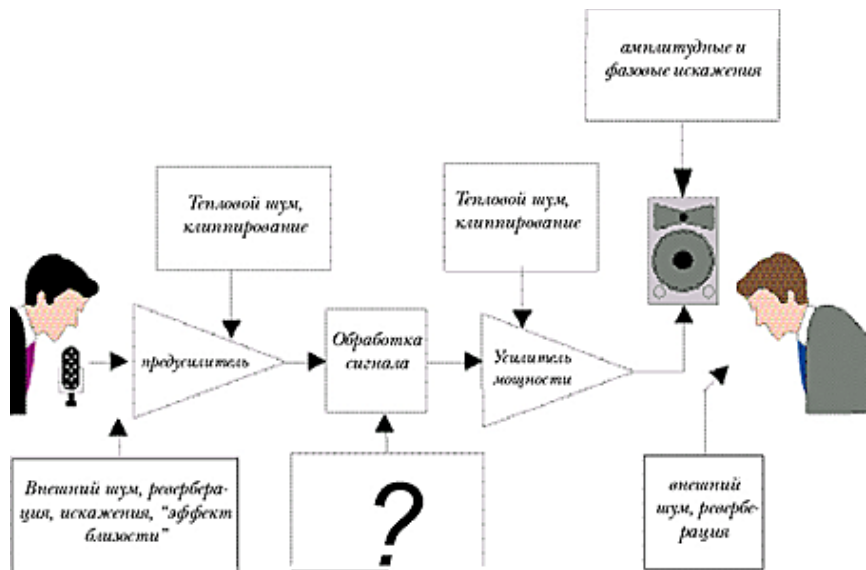 амплитудные и
фазовые искажения
Тепловой шум,
клиппирование
Тепловой шум,
клиппирование
предусилитель
Обработка
сигнала
Усилитель
мощности
Внешний шум, ревербера-
ция, искажения, "эффект
близости"
?
внешний
шум, ревербе-
рация